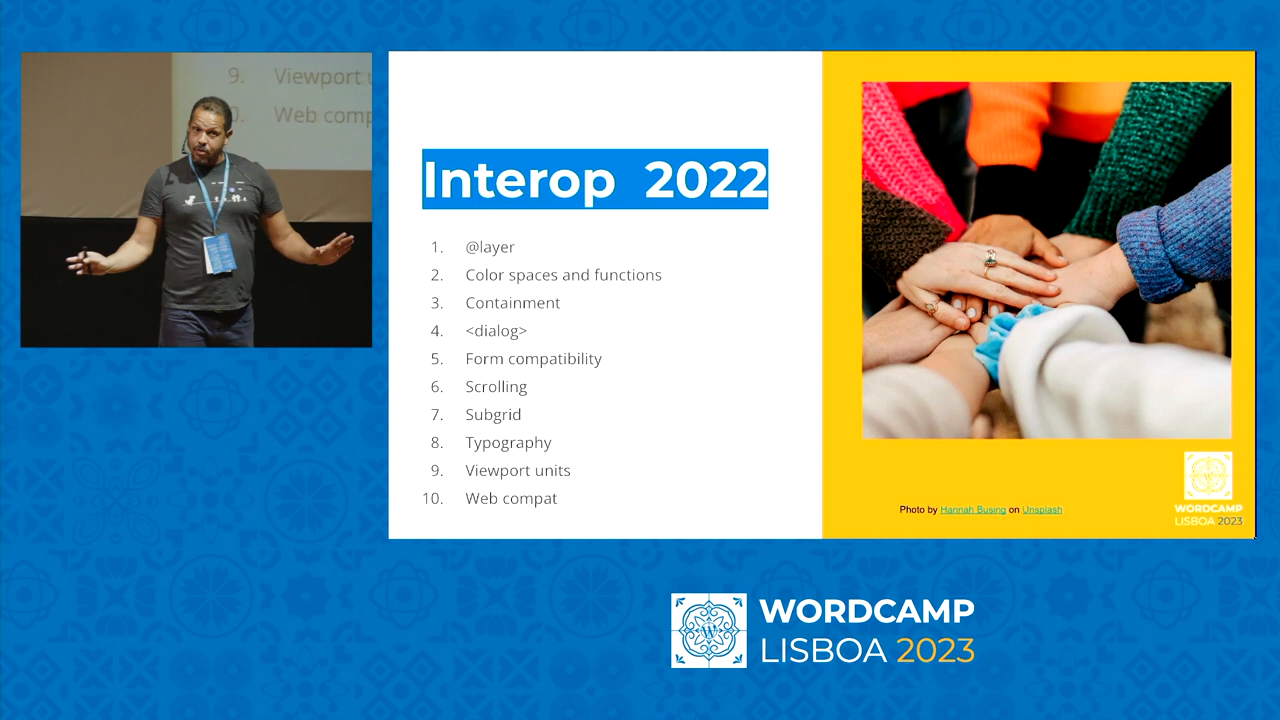 9. Viewport
Web comp
Interop 2022
1. @layer
2. Color spaces and functions
3. Containment
4. <dialog>
5. Form compatibility
6. Scrolling
7. Subgrid
8. Typography
9. Viewport units
10. Web compat
Photo by Hannah Busing on Unsplash
WORDCAMP
LISBOA 2023
WORDCAMP
LISBOA 2023